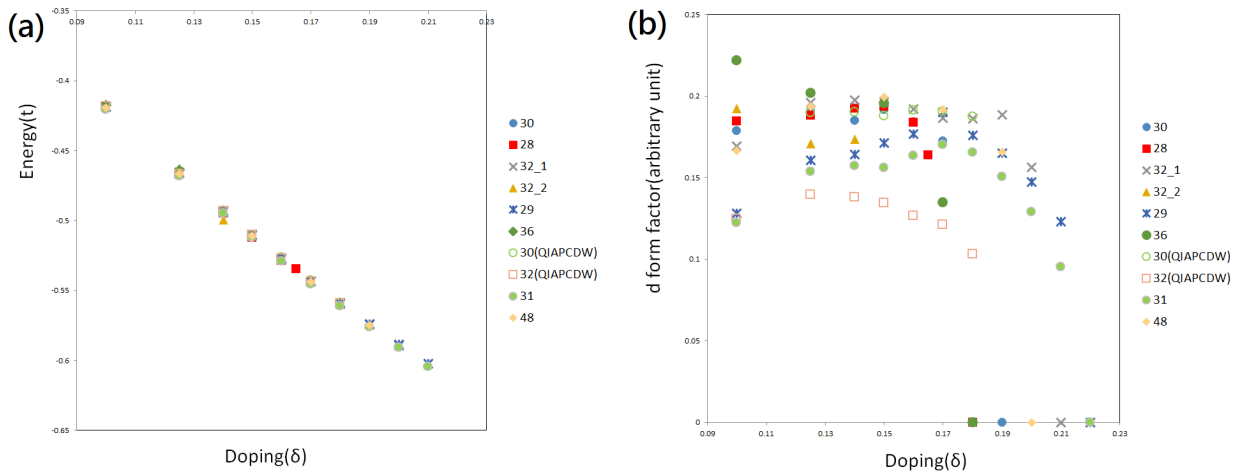 (a)
0.09 0.11 0.13 0.15 0.17 0.19 0.21 0.23
-0.35
-0.4
-0.45
-0.5
-0.55
-0.6
-0.65
Energy(t)
Doping(δ)
30
28
32_1
32_2
29
36
30(QIAPCDW)
32(QIAPCDW)
31
48
(b)
0.25
0.2
0.15
0.1
0.05
0
0.09 0.11 0.13 0.15 0.17 0.19 0.21 0.23
d form factor(arbitrary unit)
Doping(δ)
30
28
32_1
32_2
29
36
30(QIAPCDW)
32(QIAPCDW)
31
48